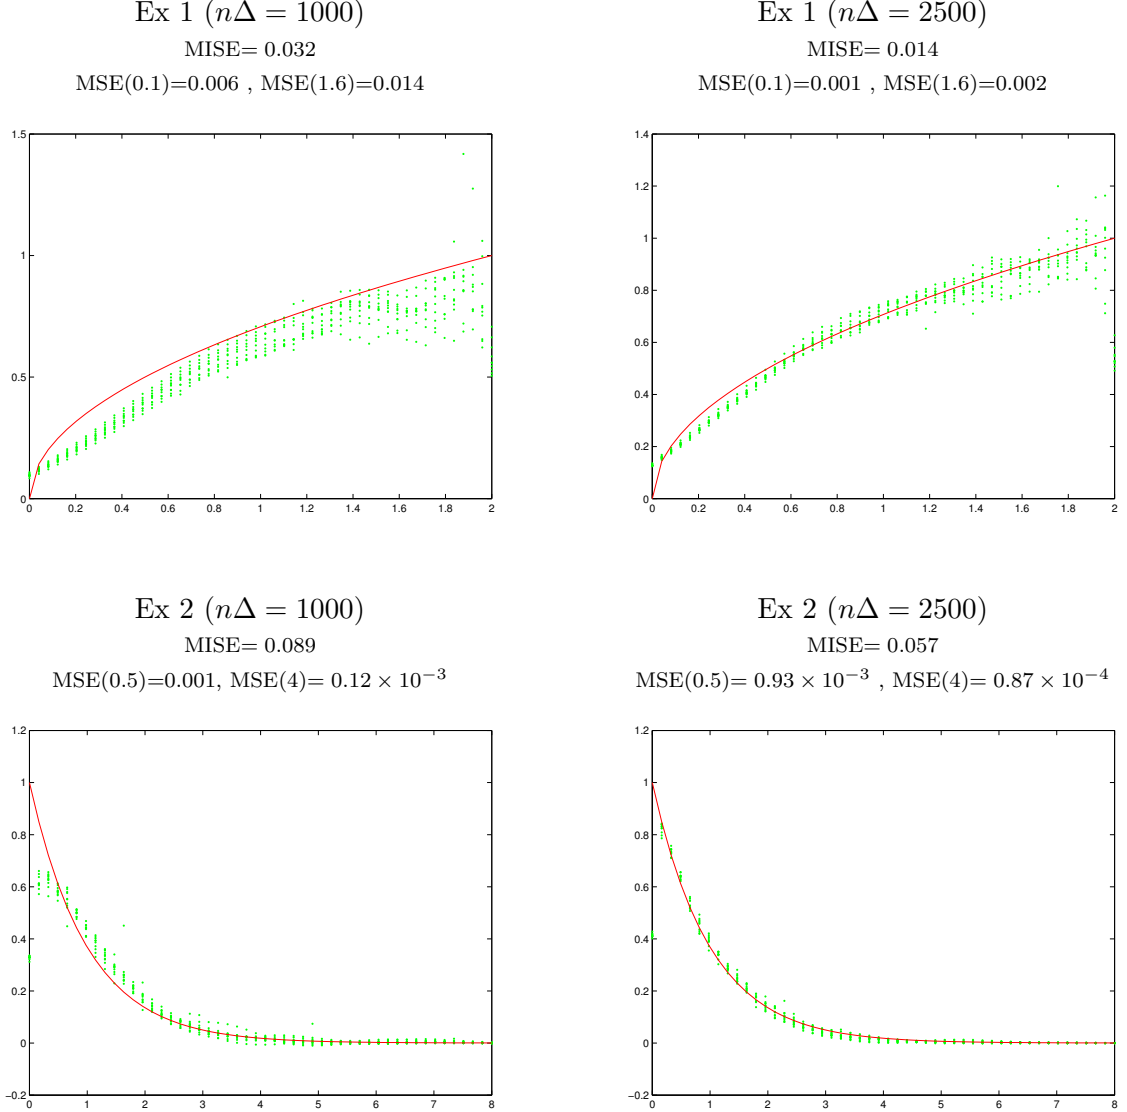 Ex 1 (nΔ = 1000)
MISE= 0.032
MSE(0.1)=0.006 , MSE(1.6)=0.014
1.5
1
0.5
0
0 0.2 0.4 0.6 0.8 1 1.2 1.4 1.6 1.8 2
Ex 1 (nΔ = 2500)
MISE= 0.014
MSE(0.1)=0.001 , MSE(1.6)=0.002
1.4
1.2
1
0.8
0.6
0.4
0.2
0
0 0.2 0.4 0.6 0.8 1 1.2 1.4 1.6 1.8 2
Ex 2 (nΔ = 1000)
MISE= 0.089
MSE(0.5)=0.001, MSE(4)= 0.12 × 10⁻³
1.2
1
0.8
0.6
0.4
0.2
0
−0.2
0 1 2 3 4 5 6 7 8
Ex 2 (nΔ = 2500)
MISE= 0.057
MSE(0.5)= 0.93 × 10⁻³ , MSE(4)= 0.87 × 10⁻⁴
1.2
1
0.8
0.6
0.4
0.2
0
−0.2
0 1 2 3 4 5 6 7 8